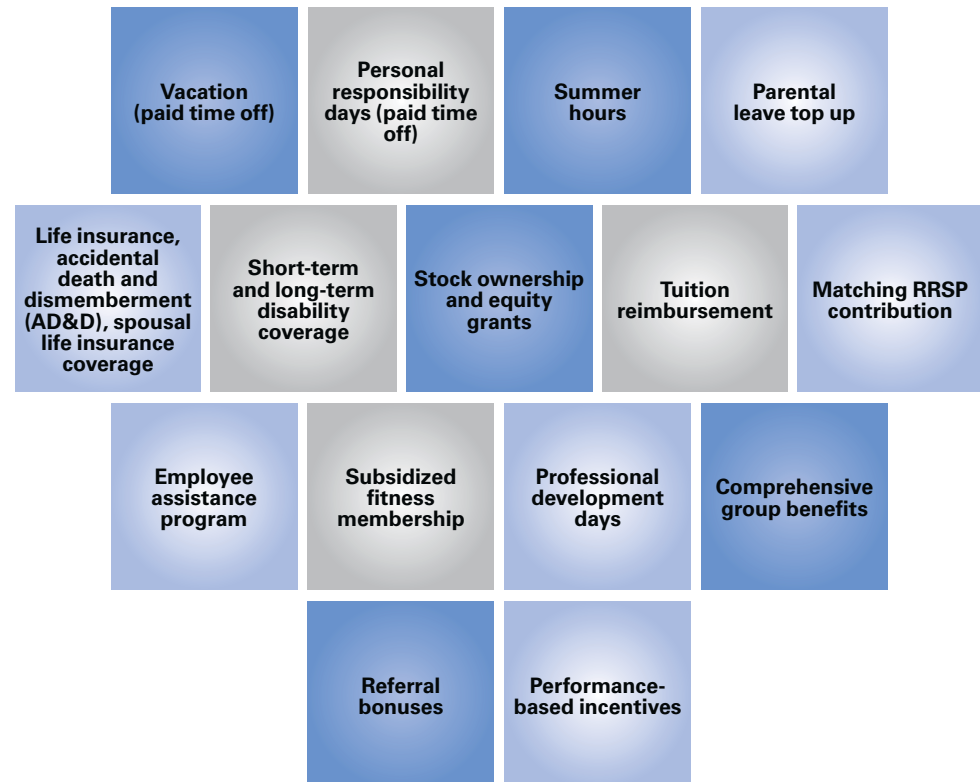 Vacation
(paid time off)
Personal
responsibility
days (paid time
off)
Summer
hours
Parental
leave top up
Life insurance,
accidental
death and
dismemberment
(AD&D), spousal
life insurance
coverage
Short-term
and long-term
disability
coverage
Stock ownership
and equity
grants
Tuition
reimbursement
Matching RRSP
contribution
Employee
assistance
program
Subsidized
fitness
membership
Professional
development
days
Comprehensive
group benefits
Referral
bonuses
Performance-
based incentives